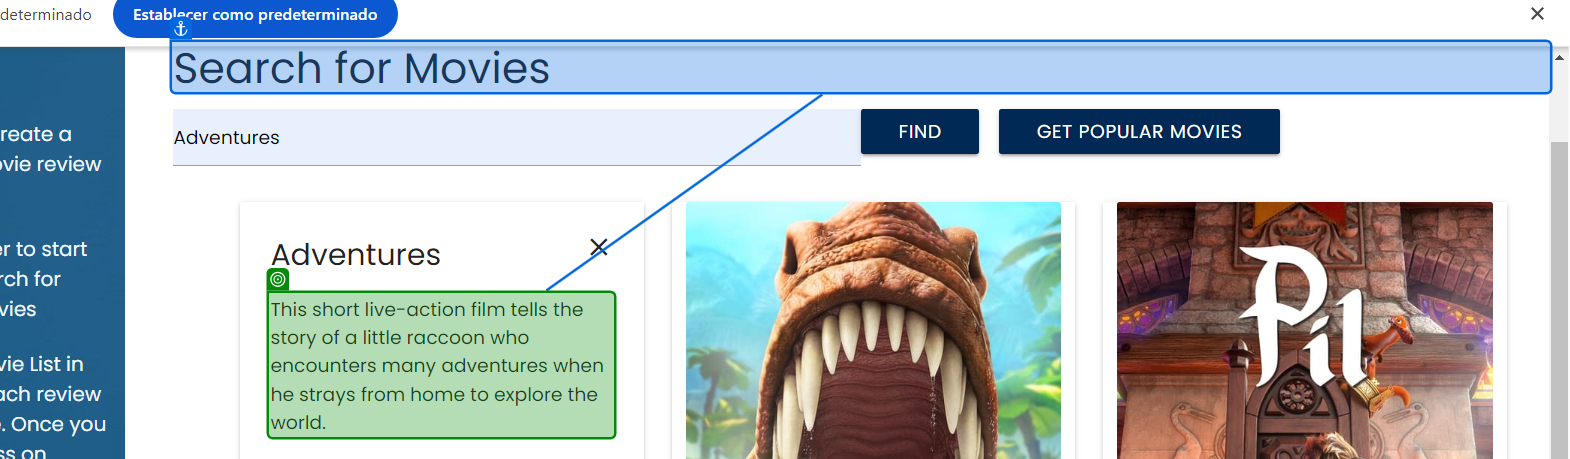 determinado
Establecer como predeterminado
Search for Movies
Adventures
FIND
GET POPULAR MOVIES
reate a
vie review
er to start
rch for
vies
vie List in
ach review
. Once you
ss on
Adventures
This short live-action film tells the
story of a little raccoon who
encounters many adventures when
he strays from home to explore the
world.
Pil